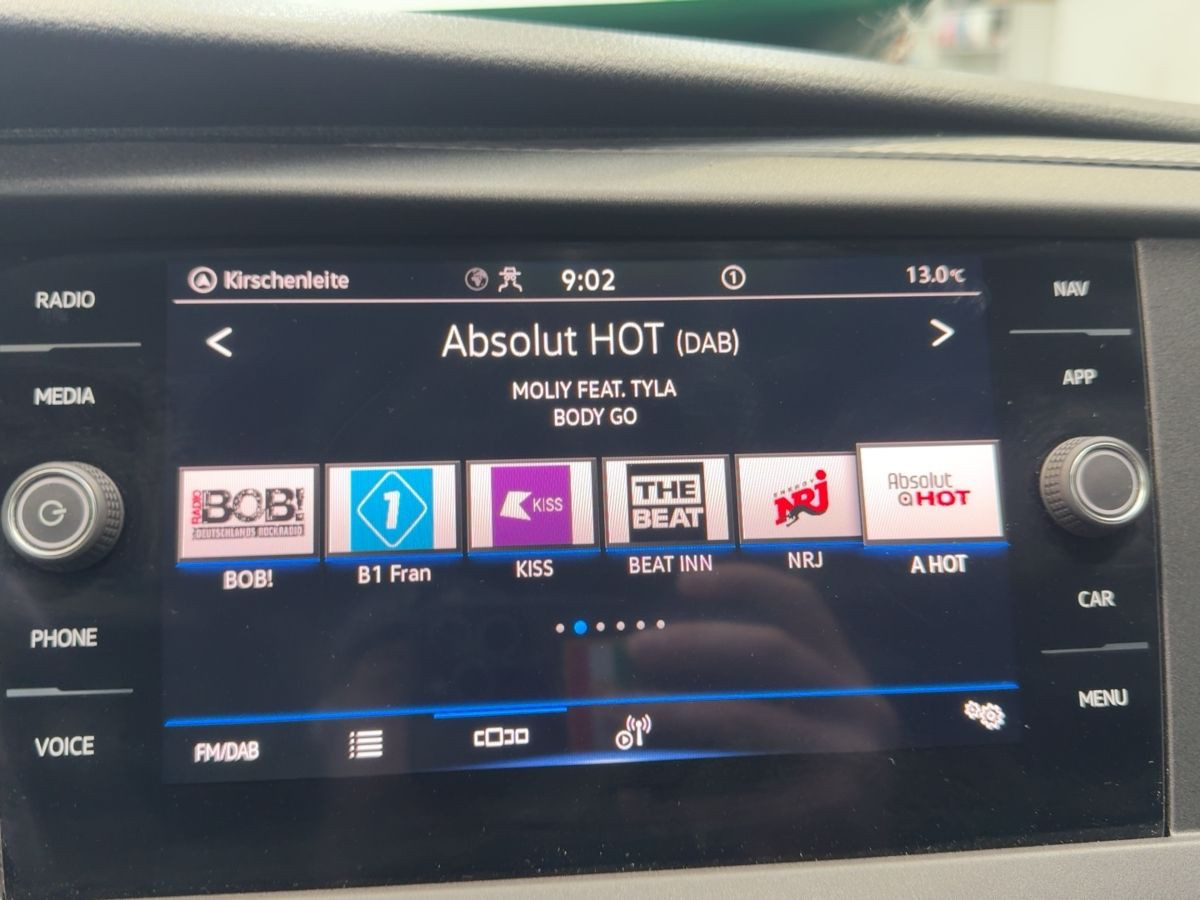 Kirschenleite
9:02
1
13.0°C
RADIO
MEDIA
PHONE
VOICE
NAV
APP
CAR
MENU
<
Absolut HOT (DAB)
>
MOLIY FEAT. TYLA
BODY GO
RADIO BOB!
DEUTSCHLANDS ROCKRADIO
1
KISS
THE
BEAT
ENERGY
NRJ
Absolut
HOT
BOB!
B1 Fran
KISS
BEAT INN
NRJ
A HOT
FM/DAB